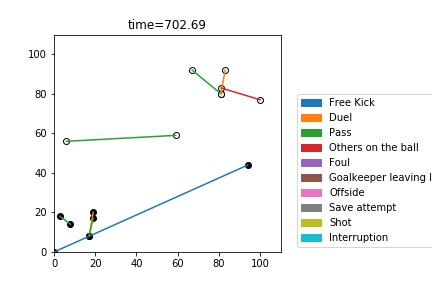 time=702.69
100
80
60
40
20
0
0 20 40 60 80 100
Free Kick
Duel
Pass
Others on the ball
Foul
Goalkeeper leaving l
Offside
Save attempt
Shot
Interruption